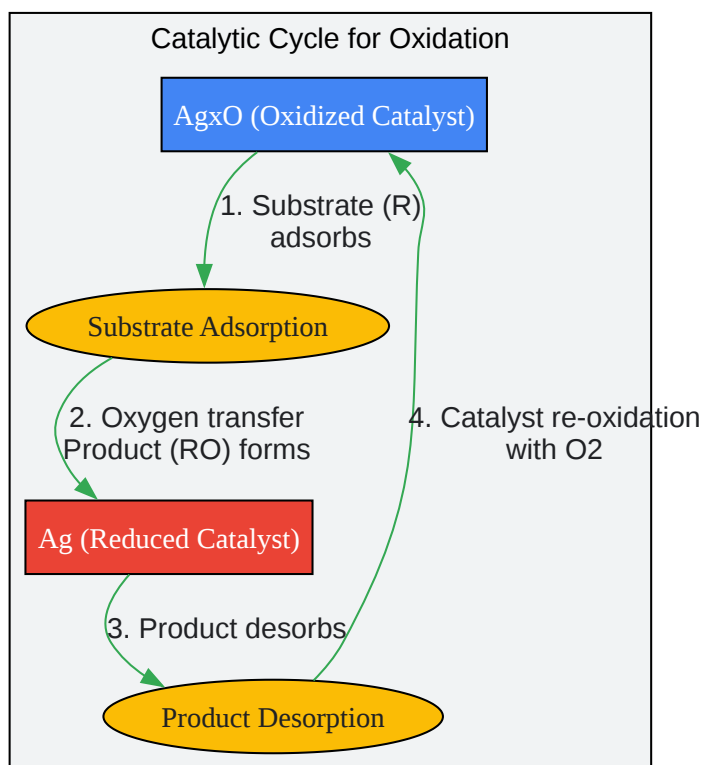 Catalytic Cycle for Oxidation
AgxO (Oxidized Catalyst)
1. Substrate (R)
adsorbs
Substrate Adsorption
2. Oxygen transfer
Product (RO) forms
4. Catalyst re-oxidation
with O2
Ag (Reduced Catalyst)
3. Product desorbs
Product Desorption